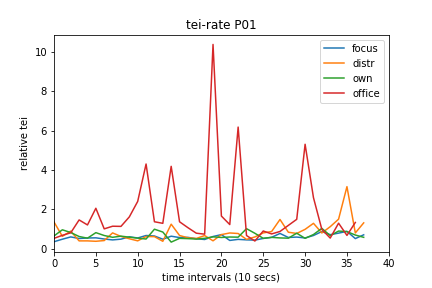 tei-rate P01
relative tei
10
8
6
4
2
0
focus
distr
own
office
0 5 10 15 20 25 30 35 40
time intervals (10 secs)